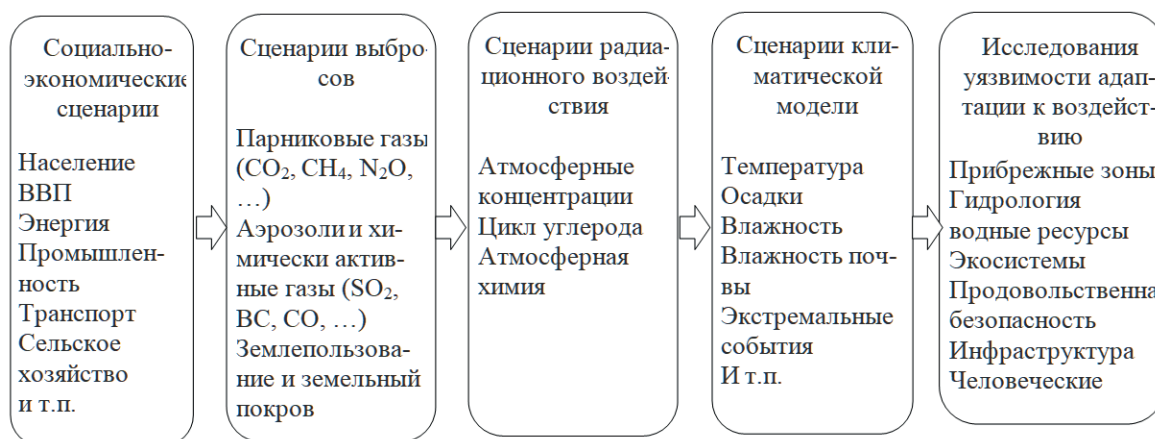 Социально-
экономические
сценарии
Население
ВВП
Энергия
Промышлен-
ность
Транспорт
Сельское
хозяйство
и т.п.
Сценарии выбро-
сов
Парниковые газы
(CO₂, CH₄, N₂O,
…)
Аэрозоли и хи-
мически актив-
ные газы (SO₂,
BC, CO, …)
Землепользова-
ние и земельный
покров
Сценарии ради-
ационного воздей-
ствия
Атмосферные
концентрации
Цикл углерода
Атмосферная
химия
Сценарии кли-
матической
модели
Температура
Осадки
Влажность
Влажность поч-
вы
Экстремальные
события
И т.п.
Исследования
уязвимости адап-
тации к воздейст-
вию
Прибрежные зоны
Гидрология
водные ресурсы
Экосистемы
Продовольственна
безопасность
Инфраструктура
Человеческие